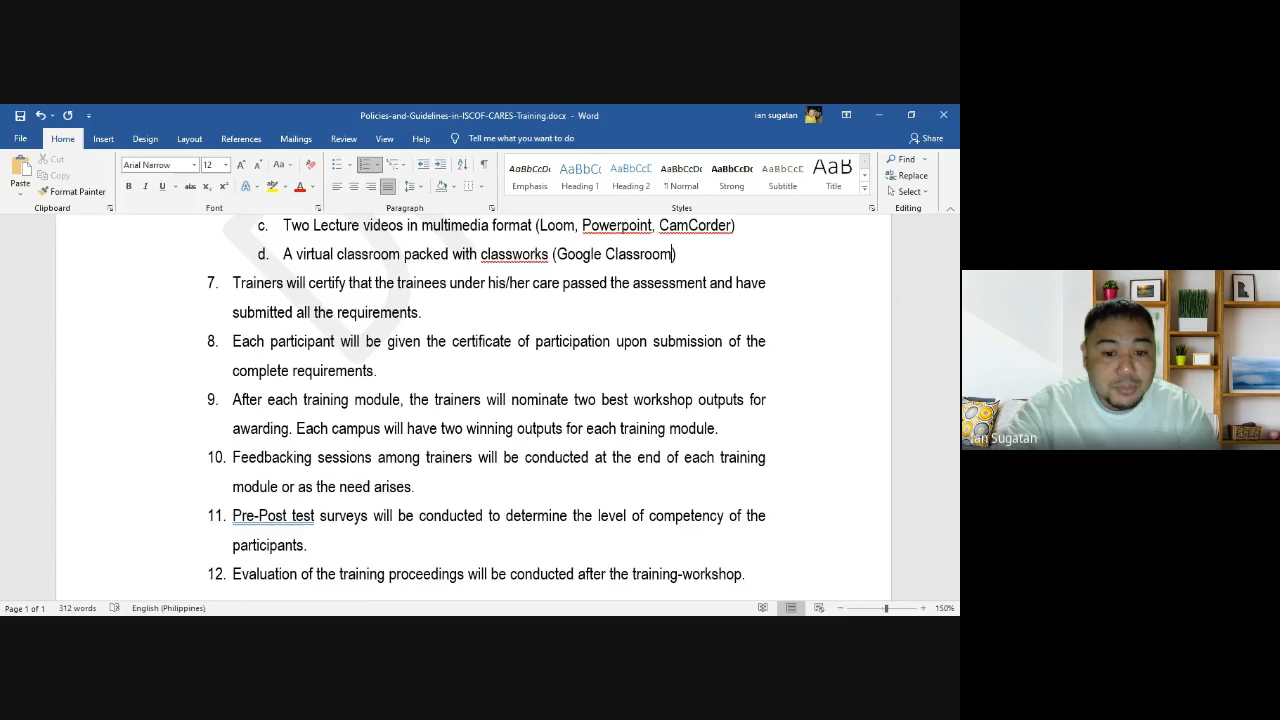 Policies-and-Guidelines-in-ISCOF-CARES-Training.docx - Word
ian sugatan
File Home Insert Design Layout References Mailings Review View Help Tell me what you want to do Share
Paste
Cut
Copy
Format Painter
Clipboard
Arial Narrow 12
Font
Paragraph
AaBbCcDc AaBbCc AaBbCcD AaBbCcDc AaBbCcDc AaBbCcD AaB
Emphasis Heading 1 Heading 2 ¶ Normal Strong Subtitle Title
Styles
Find
Replace
Select
Editing
c. Two Lecture videos in multimedia format (Loom, Powerpoint, CamCorder)
d. A virtual classroom packed with classworks (Google Classroom)
7. Trainers will certify that the trainees under his/her care passed the assessment and have
submitted all the requirements.
8. Each participant will be given the certificate of participation upon submission of the
complete requirements.
9. After each training module, the trainers will nominate two best workshop outputs for
awarding. Each campus will have two winning outputs for each training module.
10. Feedbacking sessions among trainers will be conducted at the end of each training
module or as the need arises.
11. Pre-Post test surveys will be conducted to determine the level of competency of the
participants.
12. Evaluation of the training proceedings will be conducted after the training-workshop.
Page 1 of 1 312 words English (Philippines) 150%
Ian Sugatan